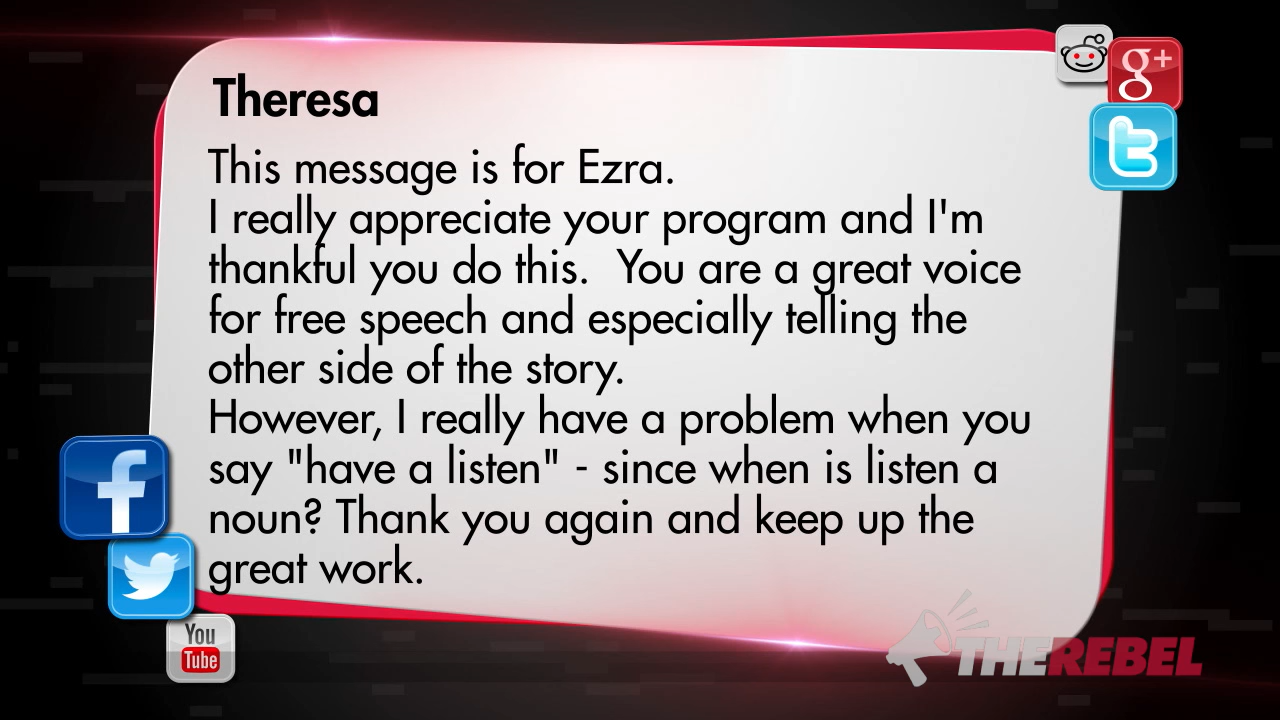 Theresa
This message is for Ezra.
I really appreciate your program and I'm
thankful you do this.  You are a great voice
for free speech and especially telling the
other side of the story.
However, I really have a problem when you
say "have a listen" - since when is listen a
noun? Thank you again and keep up the
great work.
g+
t
f
You
Tube
THEREBEL